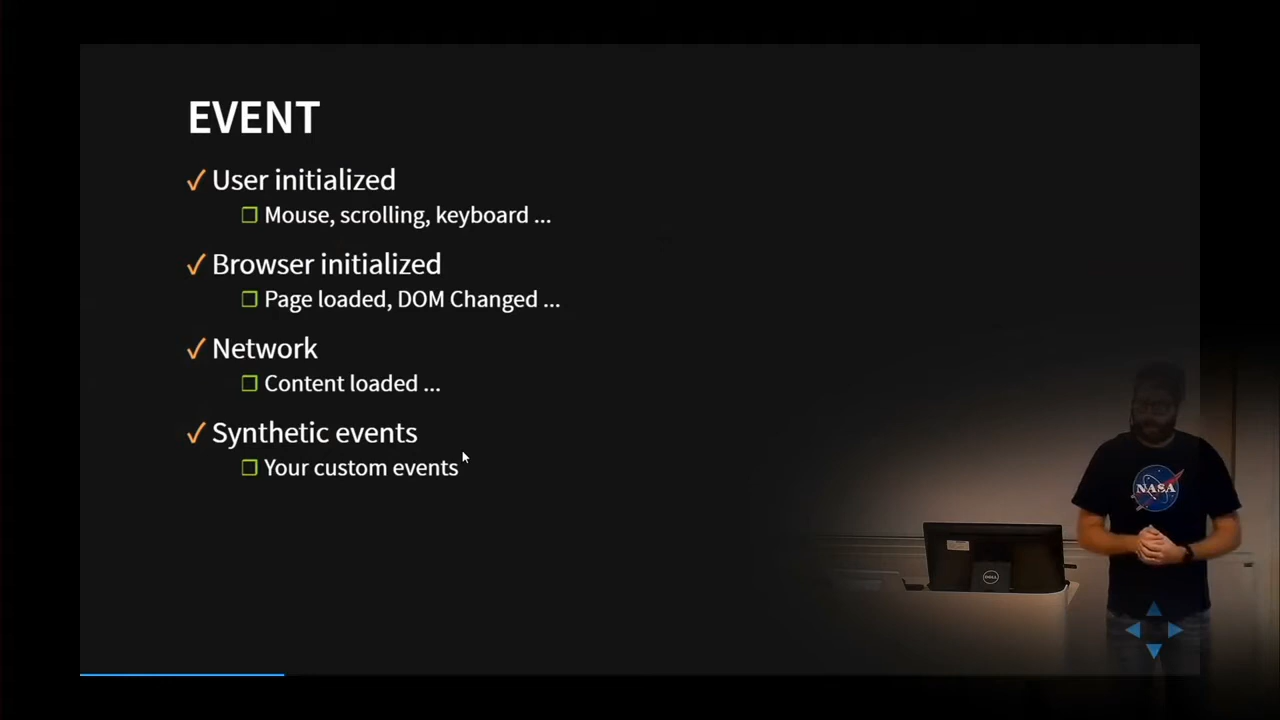 EVENT
✓ User initialized
❐ Mouse, scrolling, keyboard ...
✓ Browser initialized
❐ Page loaded, DOM Changed ...
✓ Network
❐ Content loaded ...
✓ Synthetic events
❐ Your custom events
NASA
DELL